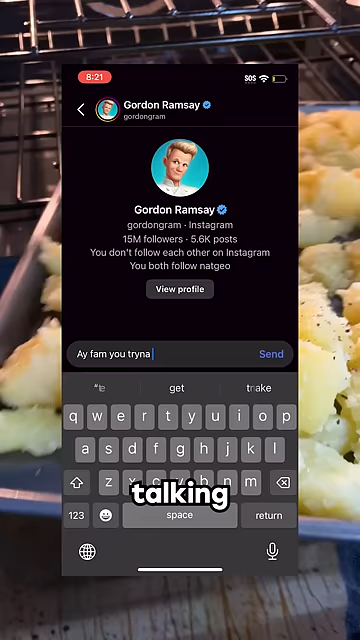 8:21
SOS
Gordon Ramsay
gordongram
Gordon Ramsay
gordongram · Instagram
15M followers · 5.6K posts
You don't follow each other on Instagram
You both follow natgeo
View profile
Ay fam you tryna
Send
get
q w e r t y u i o p
a s d f g h j k l
z x c v b n m
talking
123
space
return